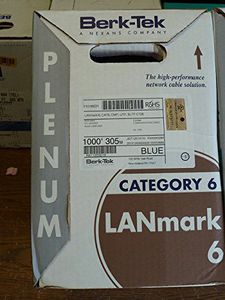 Berk-Tek
A NEXANS COMPANY
PLENUM
The high-performance
network cable solution.
RoHS
1000' 305m
BLUE
Berk-Tek
CATEGORY 6
LANmark
6